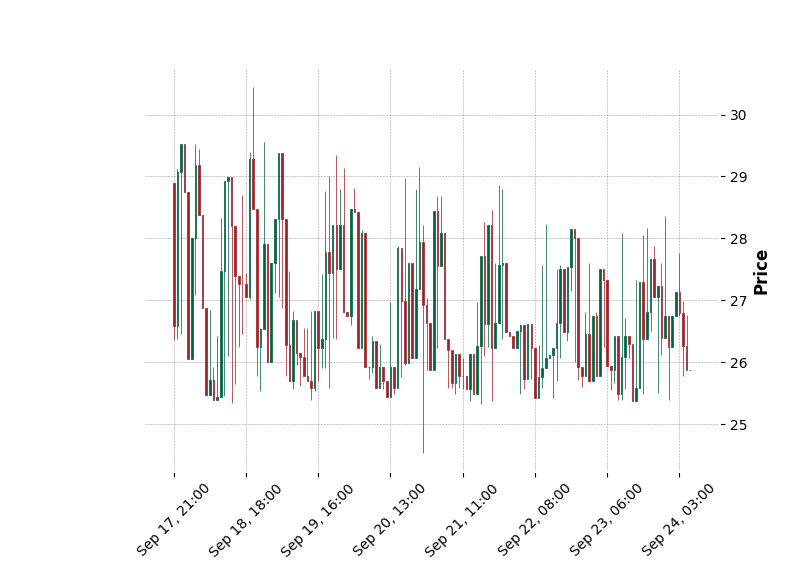 30
29
28
27
26
25
Price
Sep 17, 21:00
Sep 18, 18:00
Sep 19, 16:00
Sep 20, 13:00
Sep 21, 11:00
Sep 22, 08:00
Sep 23, 06:00
Sep 24, 03:00